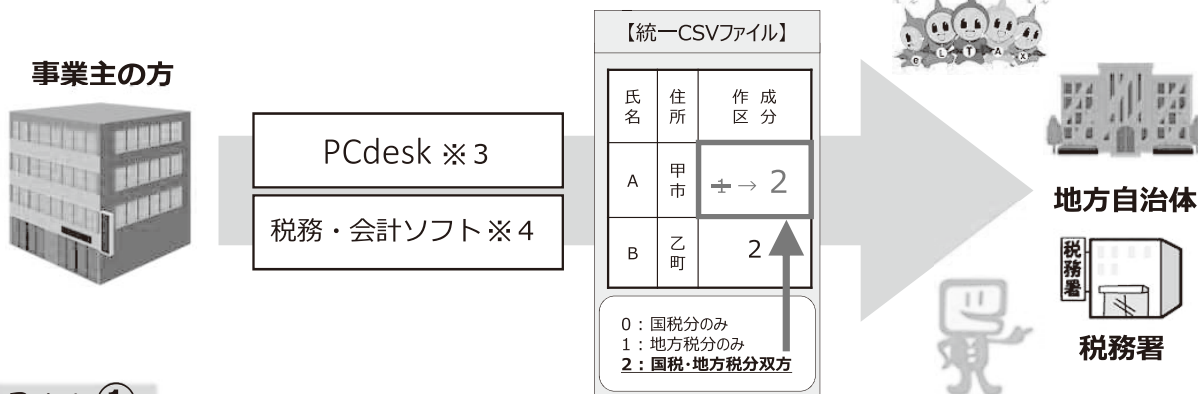 事業主の方
PCdesk ※3
税務・会計ソフト ※4
【統一CSVファイル】
氏名
住所
作成区分
A
甲市
1 → 2
B
乙町
2
0：国税分のみ
1：地方税分のみ
2：国税・地方税分双方
e L T A X
地方自治体
税務署
税務署
①